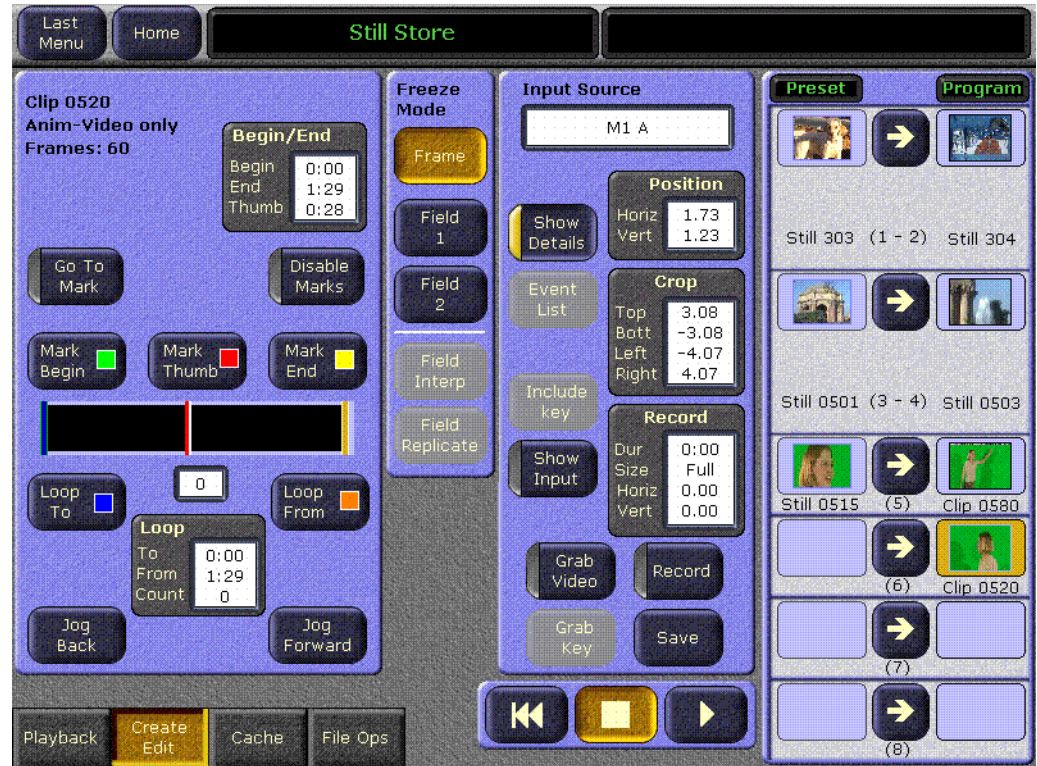 Last
Menu
Home
Still Store
Clip 0520
Anim-Video only
Frames: 60
Begin/End
Begin 0:00
End 1:29
Thumb 0:28
Go To
Mark
Disable
Marks
Mark
Begin
Mark
Thumb
Mark
End
0
Loop
To
Loop
From
Loop
To 0:00
From 1:29
Count 0
Jog
Back
Jog
Forward
Freeze
Mode
Frame
Field
1
Field
2
Field
Interp
Field
Replicate
Input Source
M1 A
Position
Horiz 1.73
Vert 1.23
Show
Details
Event
List
Crop
Top 3.08
Bott -3.08
Left -4.07
Right 4.07
Include
key
Record
Dur 0:00
Size Full
Horiz 0.00
Vert 0.00
Show
Input
Grab
Video
Record
Grab
Key
Save
Preset Program
Still 303 (1 - 2) Still 304
Still 0501 (3 - 4) Still 0503
Still 0515 (5) Clip 0580
(6) Clip 0520
(7)
(8)
Playback
Create
Edit
Cache
File Ops